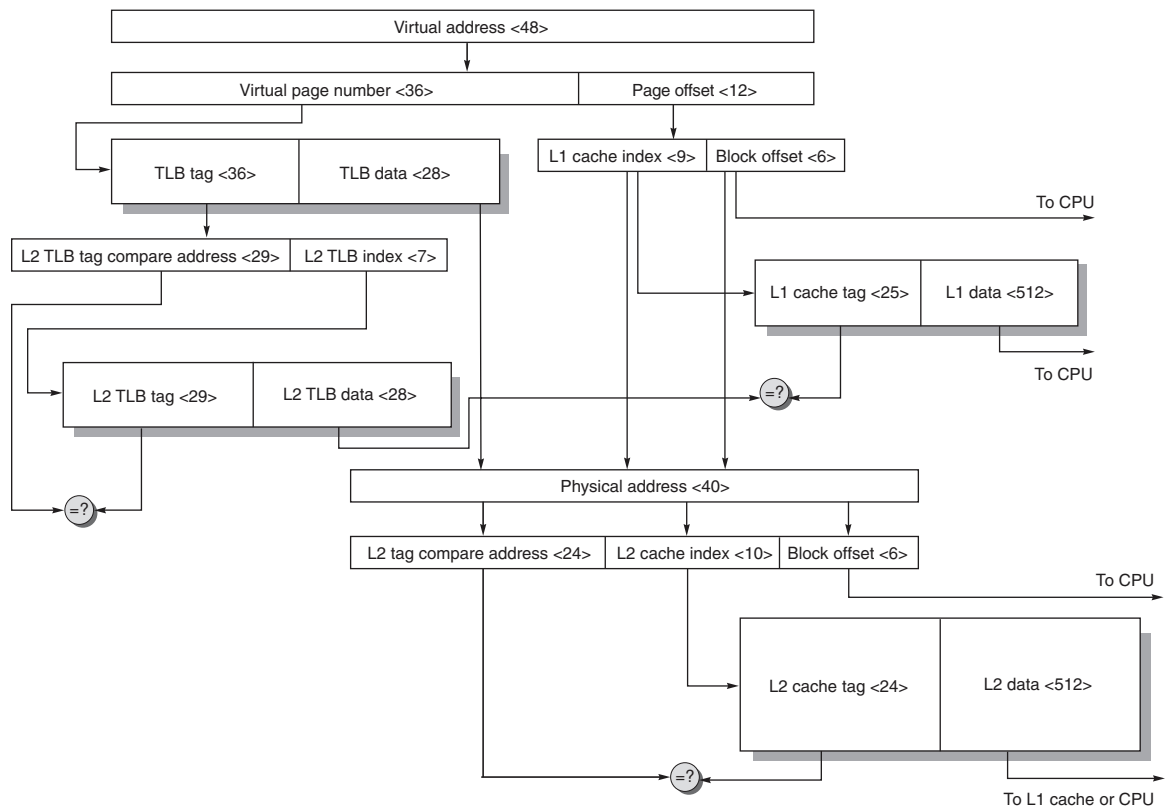 Virtual address <48>
Virtual page number <36>
Page offset <12>
TLB tag <36>
TLB data <28>
L1 cache index <9>
Block offset <6>
To CPU
L2 TLB tag compare address <29>
L2 TLB index <7>
L1 cache tag <25>
L1 data <512>
To CPU
L2 TLB tag <29>
L2 TLB data <28>
=?
Physical address <40>
=?
L2 tag compare address <24>
L2 cache index <10>
Block offset <6>
To CPU
L2 cache tag <24>
L2 data <512>
=?
To L1 cache or CPU